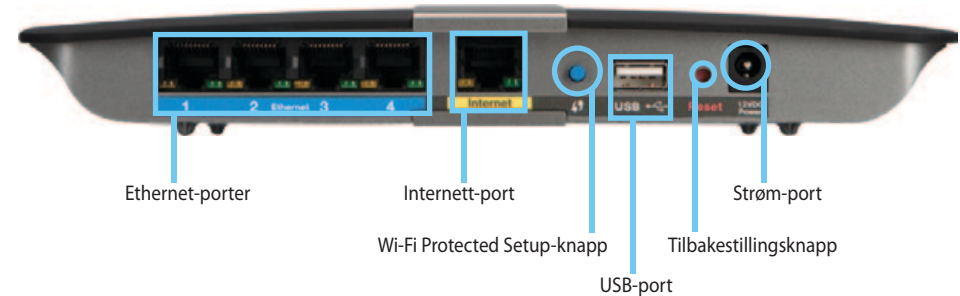 1 2 Ethernet 3 4
Internet
USB
Reset
12VDC
Power
Ethernet-porter
Internett-port
Strøm-port
Wi-Fi Protected Setup-knapp
Tilbakestillingsknapp
USB-port